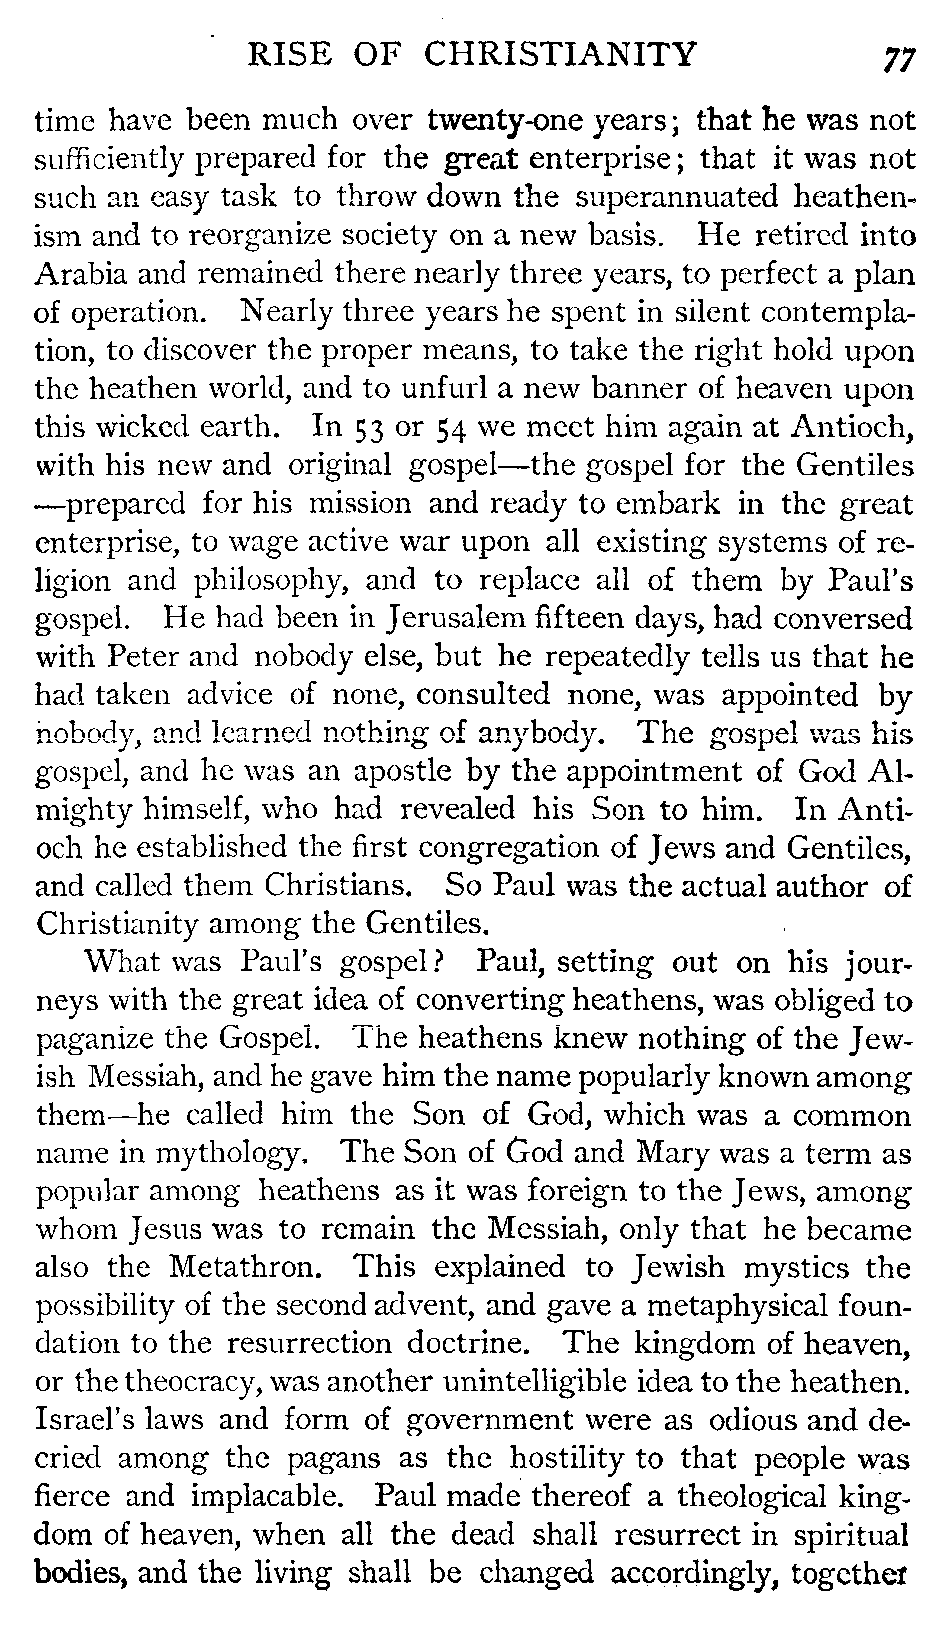 RISE OF CHRISTIANITY 77
time have been much over twenty-one years; that he was not
sufficiently prepared for the great enterprise; that it was not
such an easy task to throw down the superannuated heathen-
ism and to reorganize society on a new basis. He retired into
Arabia and remained there nearly three years, to perfect a plan
of operation. Nearly three years he spent in silent contempla-
tion, to discover the proper means, to take the right hold upon
the heathen world, and to unfurl a new banner of heaven upon
this wicked earth. In 53 or 54 we meet him again at Antioch,
with his new and original gospel—the gospel for the Gentiles
—prepared for his mission and ready to embark in the great
enterprise, to wage active war upon all existing systems of re-
ligion and philosophy, and to replace all of them by Paul's
gospel. He had been in Jerusalem fifteen days, had conversed
with Peter and nobody else, but he repeatedly tells us that he
had taken advice of none, consulted none, was appointed by
nobody, and learned nothing of anybody. The gospel was his
gospel, and he was an apostle by the appointment of God Al-
mighty himself, who had revealed his Son to him. In Anti-
och he established the first congregation of Jews and Gentiles,
and called them Christians. So Paul was the actual author of
Christianity among the Gentiles.
What was Paul's gospel? Paul, setting out on his jour-
neys with the great idea of converting heathens, was obliged to
paganize the Gospel. The heathens knew nothing of the Jew-
ish Messiah, and he gave him the name popularly known among
them—he called him the Son of God, which was a common
name in mythology. The Son of God and Mary was a term as
popular among heathens as it was foreign to the Jews, among
whom Jesus was to remain the Messiah, only that he became
also the Metathron. This explained to Jewish mystics the
possibility of the second advent, and gave a metaphysical foun-
dation to the resurrection doctrine. The kingdom of heaven,
or the theocracy, was another unintelligible idea to the heathen.
Israel's laws and form of government were as odious and de-
cried among the pagans as the hostility to that people was
fierce and implacable. Paul made thereof a theological king-
dom of heaven, when all the dead shall resurrect in spiritual
bodies, and the living shall be changed accordingly, together